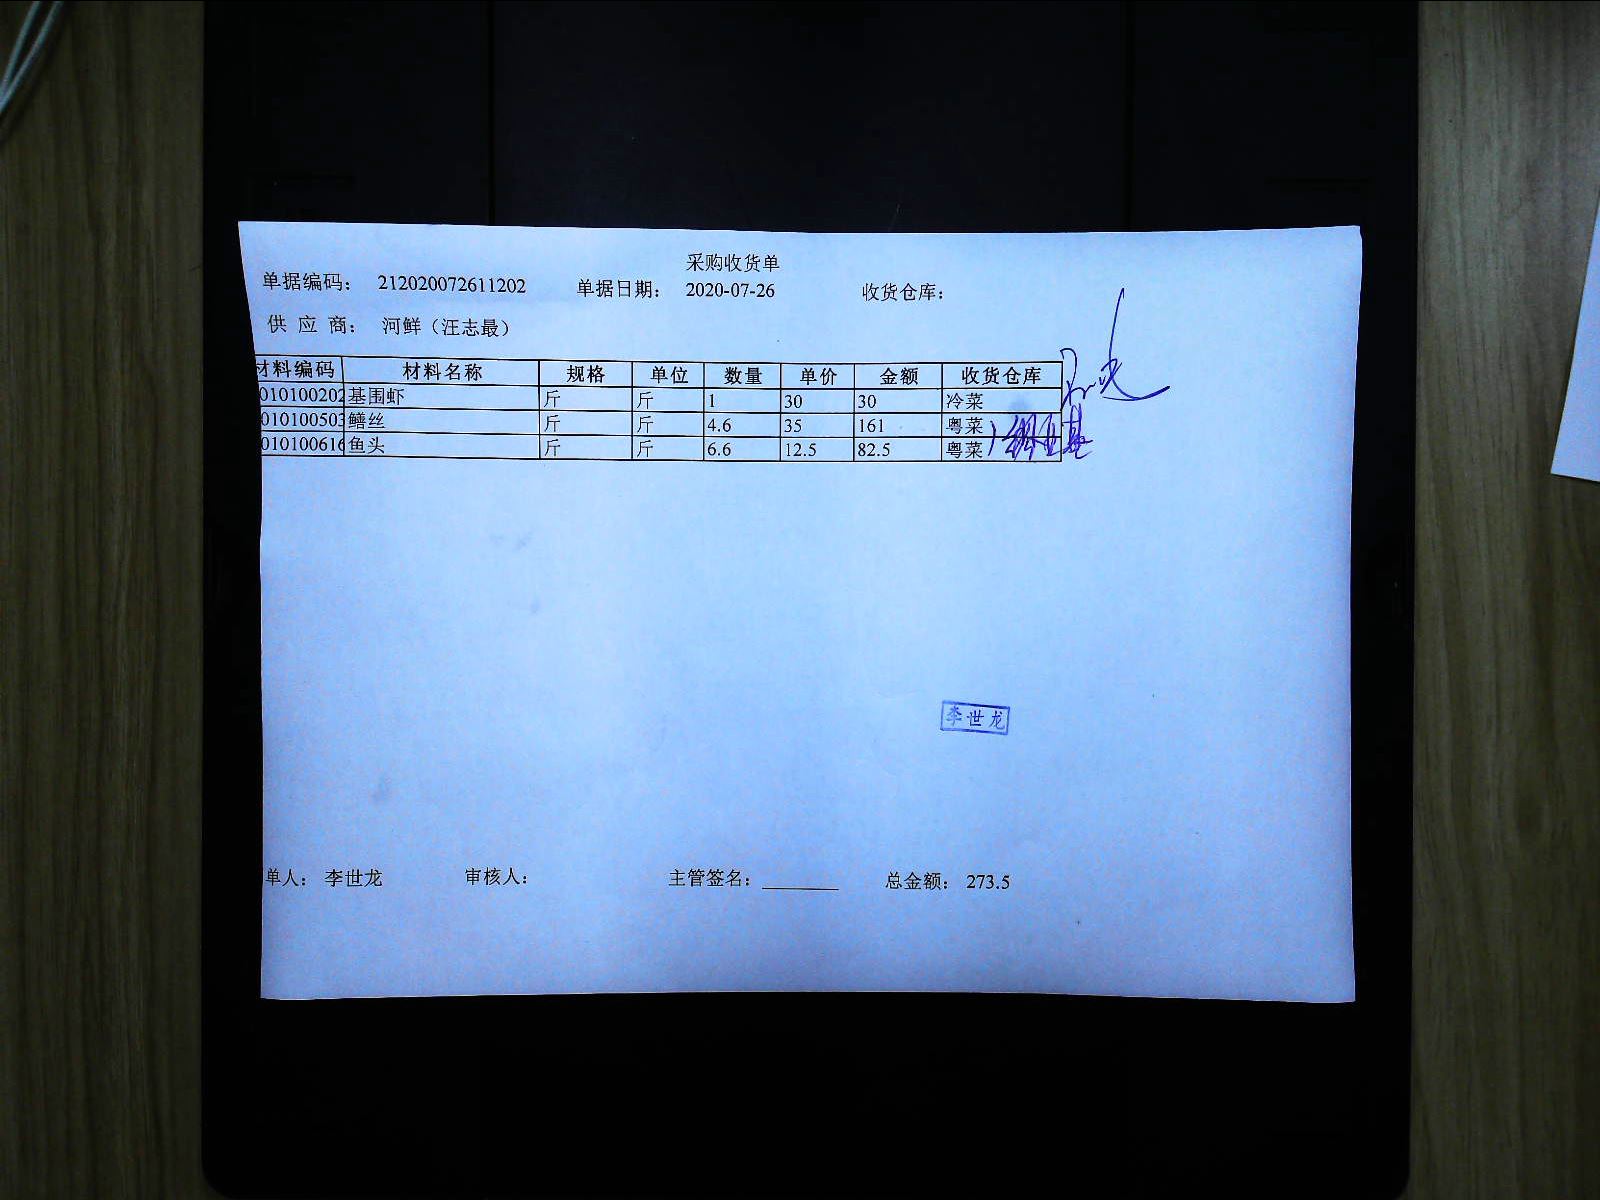 采购收货单
单据编码： 212020072611202 单据日期： 2020-07-26 收货仓库：
供 应 商： 河鲜（汪志最）
材料编码 材料名称 规格 单位 数量 单价 金额 收货仓库
010100202 基围虾 斤 斤 1 30 30 冷菜
010100503 鳝丝 斤 斤 4.6 35 161 粤菜
010100616 鱼头 斤 斤 6.6 12.5 82.5 粤菜
李世龙
单人： 李世龙 审核人： 主管签名： 总金额： 273.5